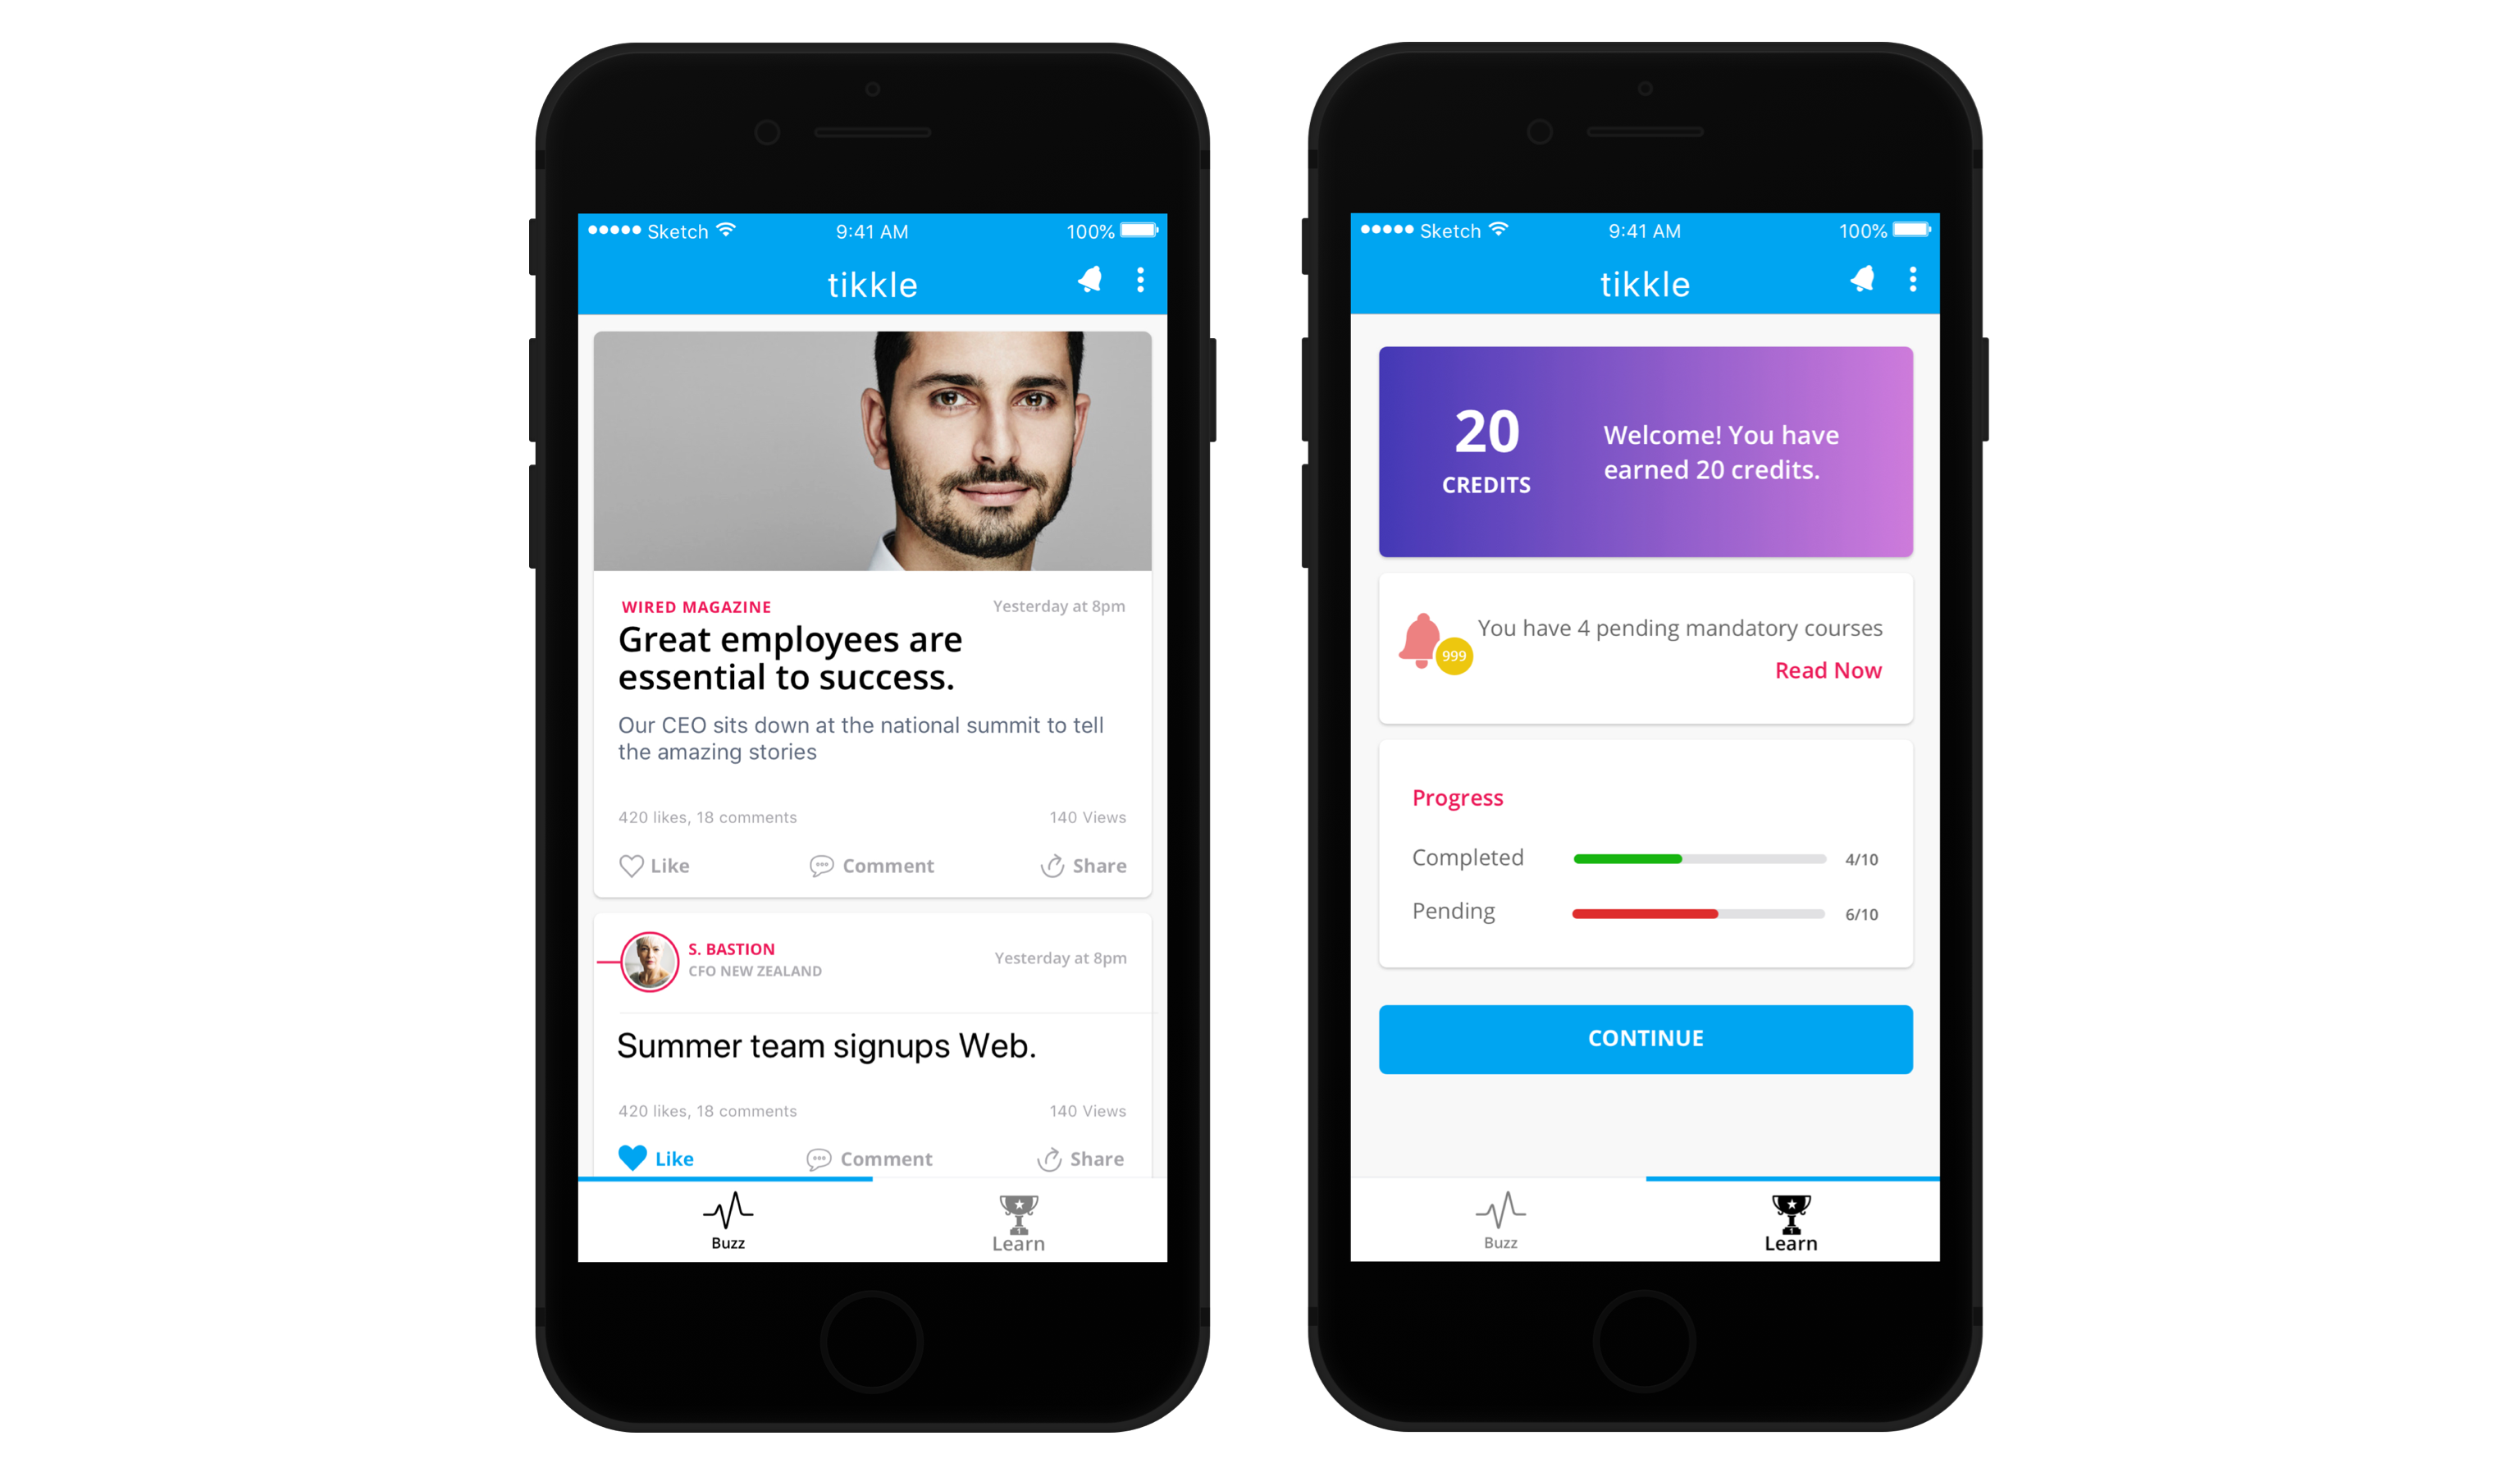 Sketch 9:41 AM 100%
tikkle
WIRED MAGAZINE Yesterday at 8pm
Great employees are
essential to success.
Our CEO sits down at the national summit to tell
the amazing stories
420 likes, 18 comments 140 Views
Like Comment Share
S. BASTION
CFO NEW ZEALAND
Yesterday at 8pm
Summer team signups Web.
420 likes, 18 comments 140 Views
Like Comment Share
Buzz Learn
Sketch 9:41 AM 100%
tikkle
20
CREDITS
Welcome! You have
earned 20 credits.
999
You have 4 pending mandatory courses
Read Now
Progress
Completed 4/10
Pending 6/10
CONTINUE
1
Buzz Learn